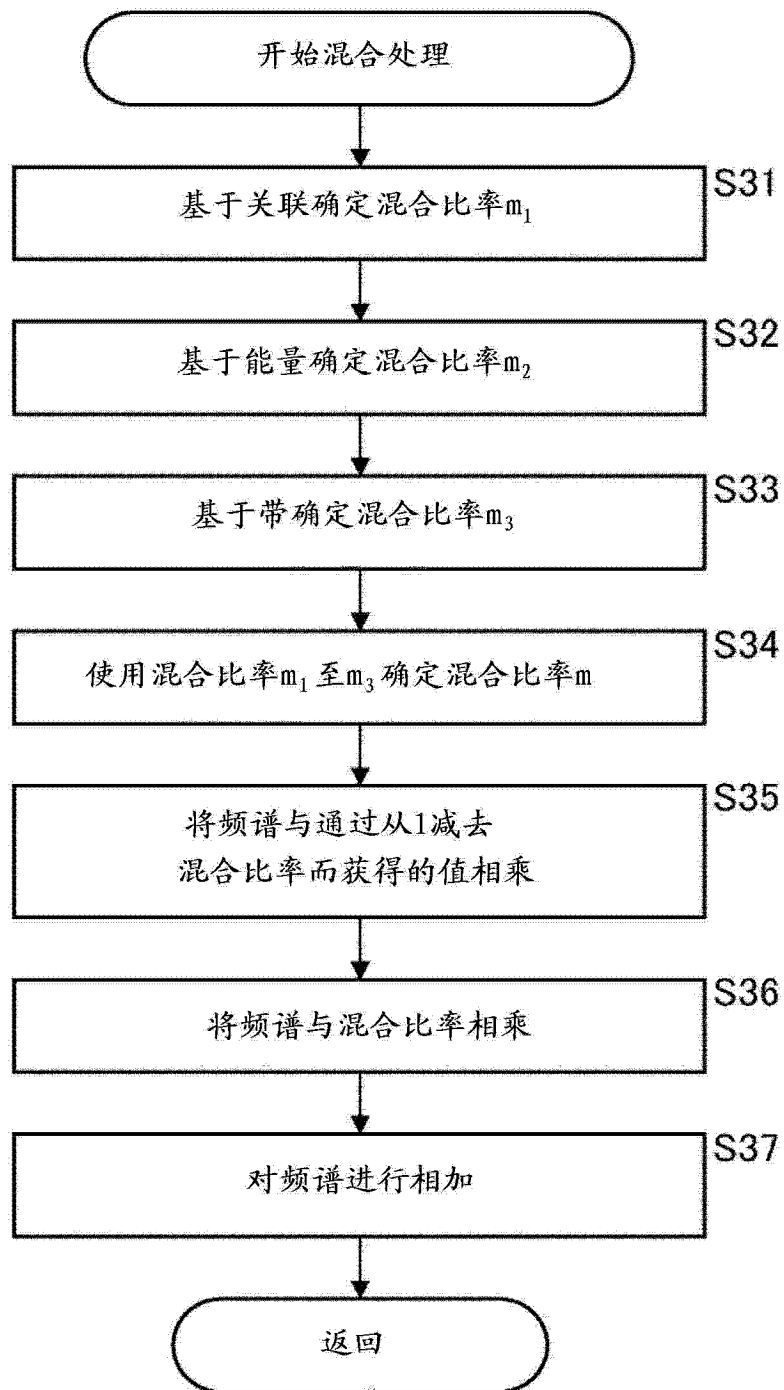 开始混合处理
S31
基于关联确定混合比率m₁
S32
基于能量确定混合比率m₂
S33
基于带确定混合比率m₃
S34
使用混合比率m₁至m₃确定混合比率m
S35
将频谱与通过从1减去
混合比率而获得的值相乘
S36
将频谱与混合比率相乘
S37
对频谱进行相加
返回